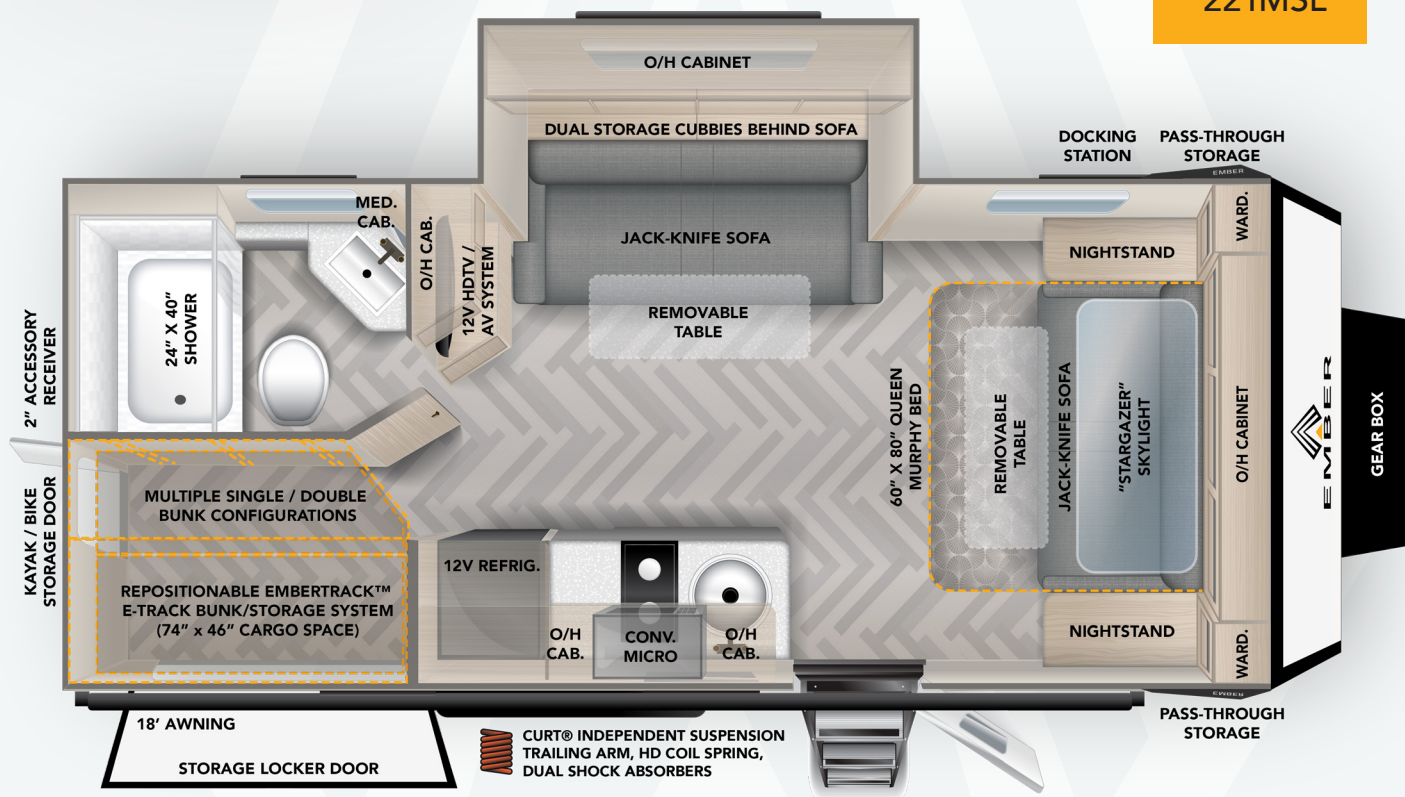 221MSL
O/H CABINET
DUAL STORAGE CUBBIES BEHIND SOFA
DOCKING
STATION
PASS-THROUGH
STORAGE
EMBER
MED.
CAB.
O/H CAB.
12V HDTV /
AV SYSTEM
JACK-KNIFE SOFA
REMOVABLE
TABLE
NIGHTSTAND
WARD.
24" X 40"
SHOWER
2" ACCESSORY
RECEIVER
60" X 80" QUEEN
MURPHY BED
REMOVABLE
TABLE
JACK-KNIFE SOFA
"STARGAZER"
SKYLIGHT
O/H CABINET
EMBER
GEAR BOX
KAYAK / BIKE
STORAGE DOOR
MULTIPLE SINGLE / DOUBLE
BUNK CONFIGURATIONS
REPOSITIONABLE EMBERTRACK™
E-TRACK BUNK/STORAGE SYSTEM
(74" x 46" CARGO SPACE)
12V REFRIG.
O/H
CAB.
CONV.
MICRO
O/H
CAB.
NIGHTSTAND
WARD.
EMBER
PASS-THROUGH
STORAGE
18' AWNING
STORAGE LOCKER DOOR
CURT® INDEPENDENT SUSPENSION
TRAILING ARM, HD COIL SPRING,
DUAL SHOCK ABSORBERS